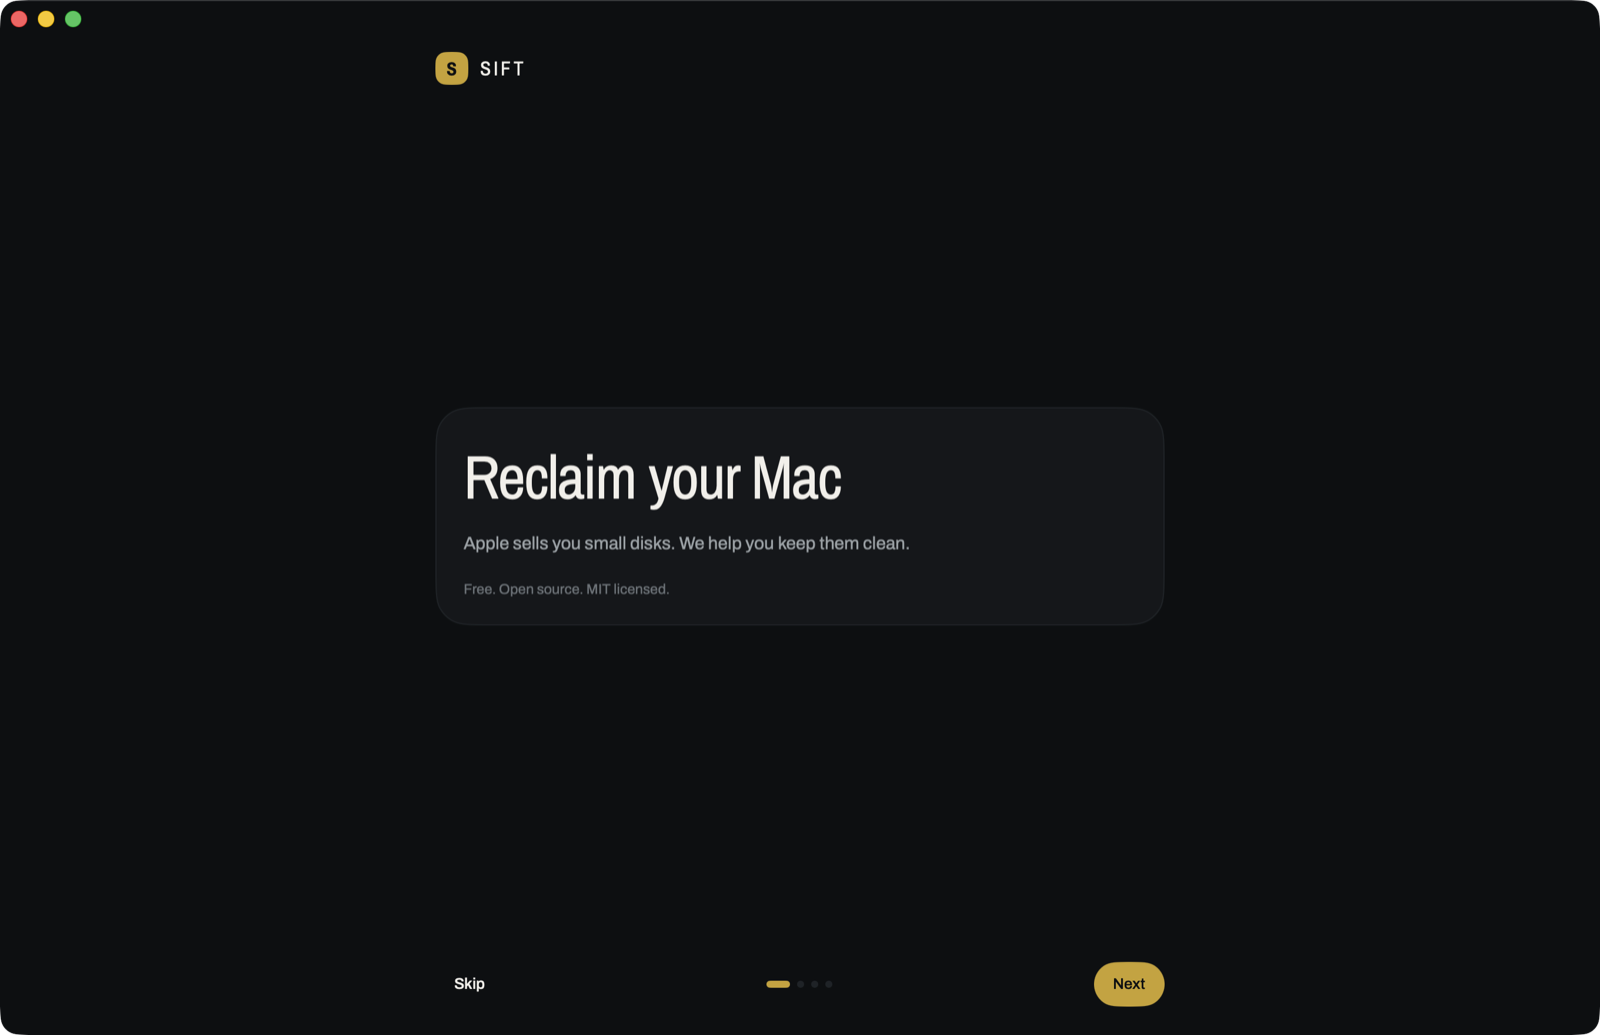 S SIFT
Reclaim your Mac
Apple sells you small disks. We help you keep them clean.
Free. Open source. MIT licensed.
Skip
Next